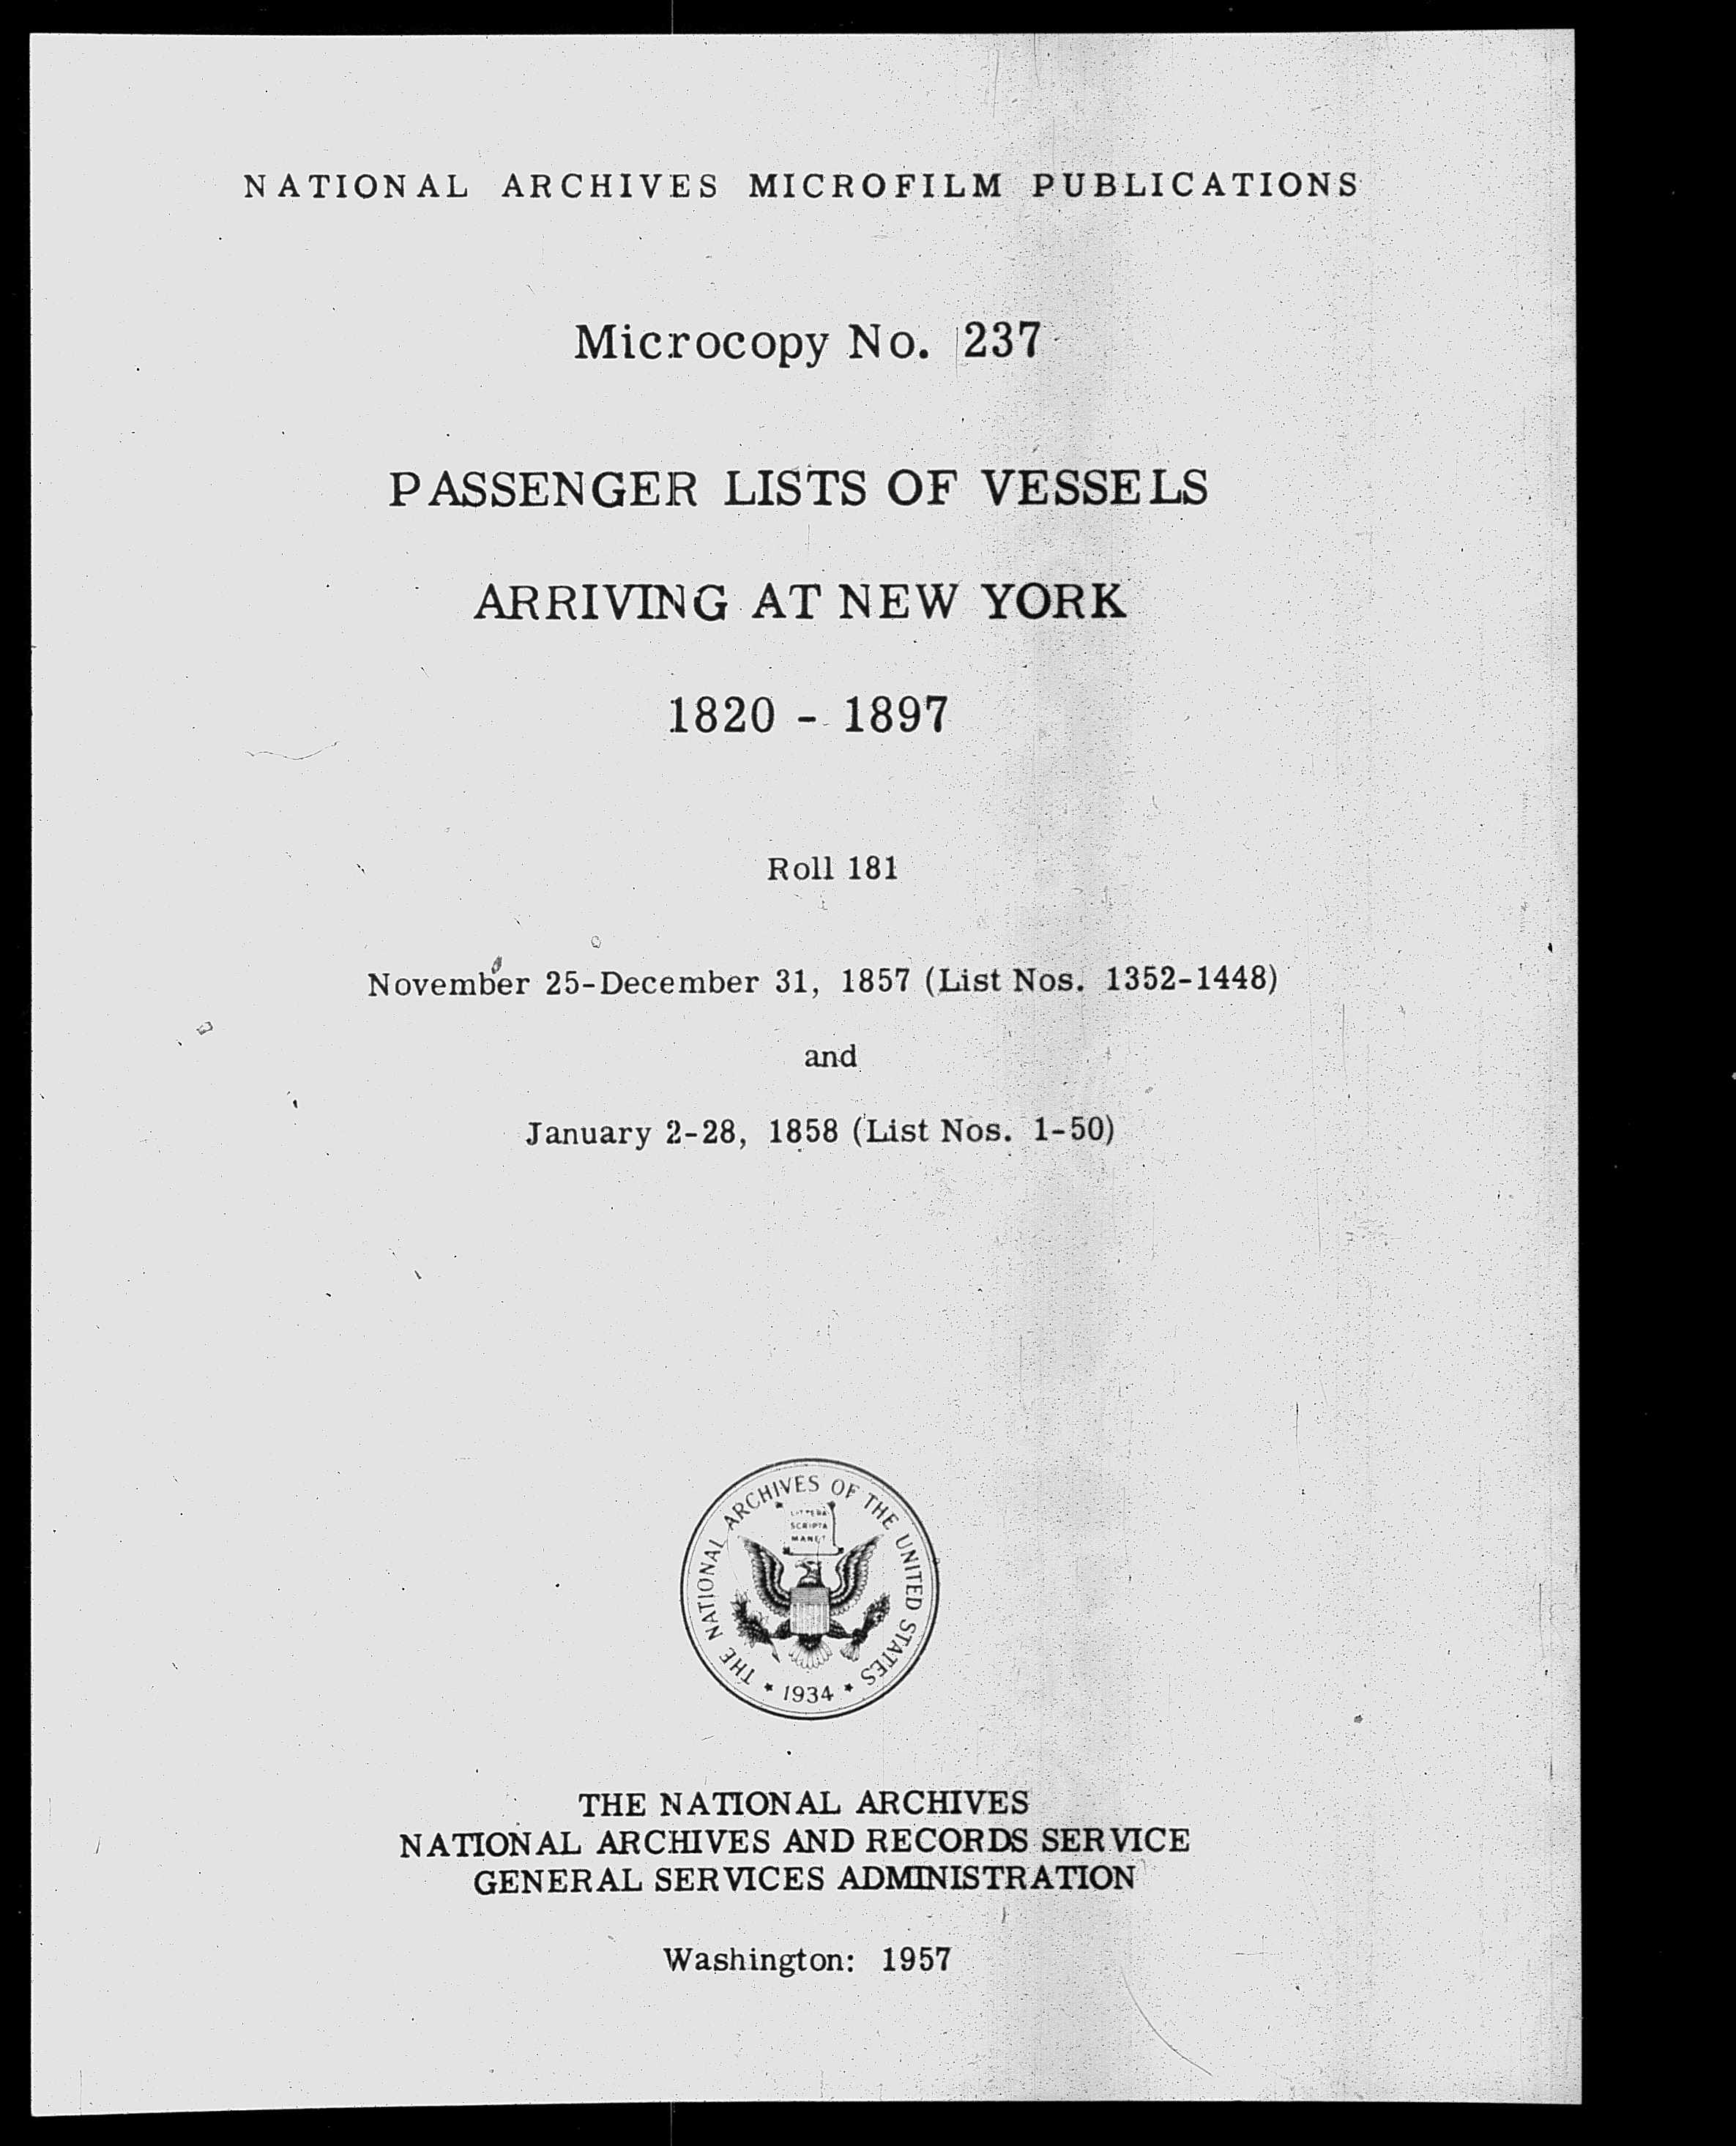 NATIONAL ARCHIVES MICROFILM PUBLICATIONS
Microcopy No. 237
PASSENGER LISTS OF VESSELS
ARRIVING AT NEW YORK
1820 - 1897
Roll 181
November 25-December 31, 1857 (List Nos. 1352-1448)
and
January 2-28, 1858 (List Nos. 1-50)
THE NATIONAL ARCHIVES OF THE UNITED STATES
LITTERA
SCRIPTA
MANET
★ 1934 ★
THE NATIONAL ARCHIVES
NATIONAL ARCHIVES AND RECORDS SERVICE
GENERAL SERVICES ADMINISTRATION
Washington: 1957